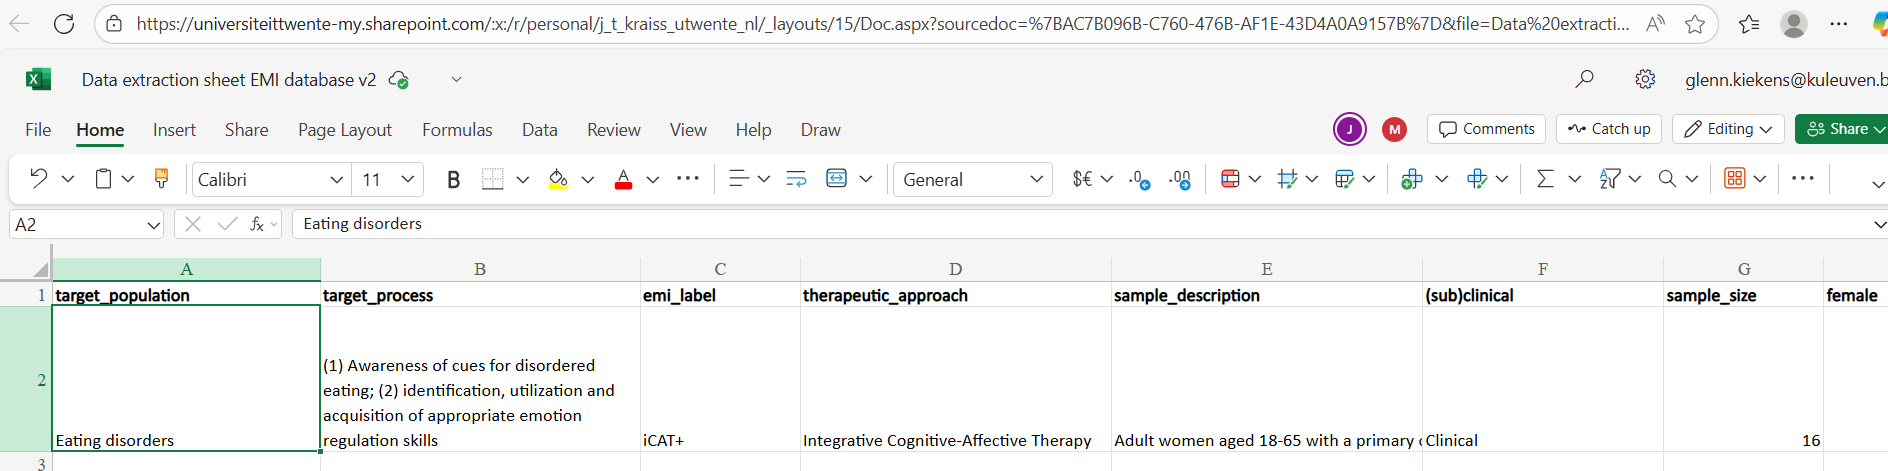 https://universiteittwente-my.sharepoint.com/:x:/r/personal/j_t_kraiss_utwente_nl/_layouts/15/Doc.aspx?sourcedoc=%7BAC7B096B-C760-476B-AF1E-43D4A0A9157B%7D&file=Data%20extracti...
Data extraction sheet EMI database v2
glenn.kiekens@kuleuven.b
File Home Insert Share Page Layout Formulas Data Review View Help Draw
J M Comments Catch up Editing Share
Calibri 11 B A General $€ .0 .00
A2 fx Eating disorders
A B C D E F G
1 target_population target_process emi_label therapeutic_approach sample_description (sub)clinical sample_size female
(1) Awareness of cues for disordered
2 eating; (2) identification, utilization and
acquisition of appropriate emotion
Eating disorders regulation skills iCAT+ Integrative Cognitive-Affective Therapy Adult women aged 18-65 with a primary Clinical 16
3